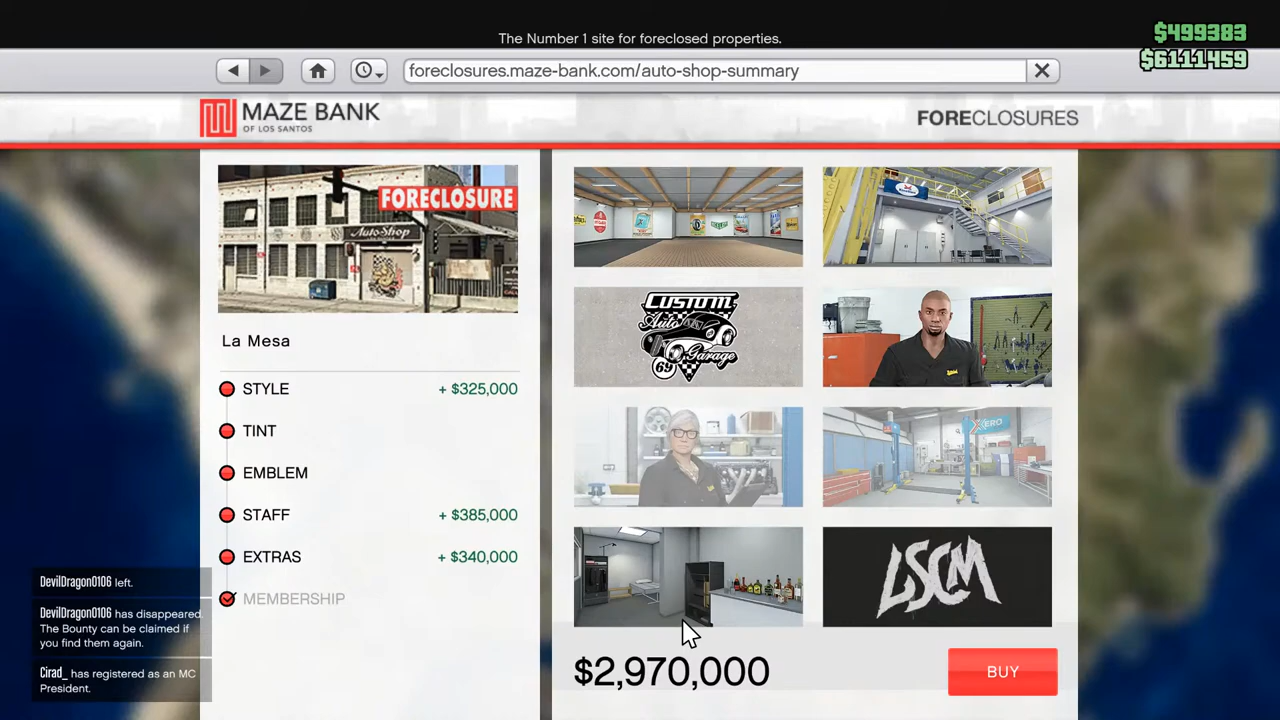 The Number 1 site for foreclosed properties.
$499383
$6111459
foreclosures.maze-bank.com/auto-shop-summary
MAZE BANK
OF LOS SANTOS
FORECLOSURES
FORECLOSURE
Auto Shop
La Mesa
STYLE + $325,000
TINT
EMBLEM
STAFF + $385,000
EXTRAS + $340,000
MEMBERSHIP
CUSTOM
Auto
Garage
69
XERO
LSCM
$2,970,000
BUY
DevilDragon0106 left.
DevilDragon0106 has disappeared.
The Bounty can be claimed if
you find them again.
Cirad_ has registered as an MC
President.